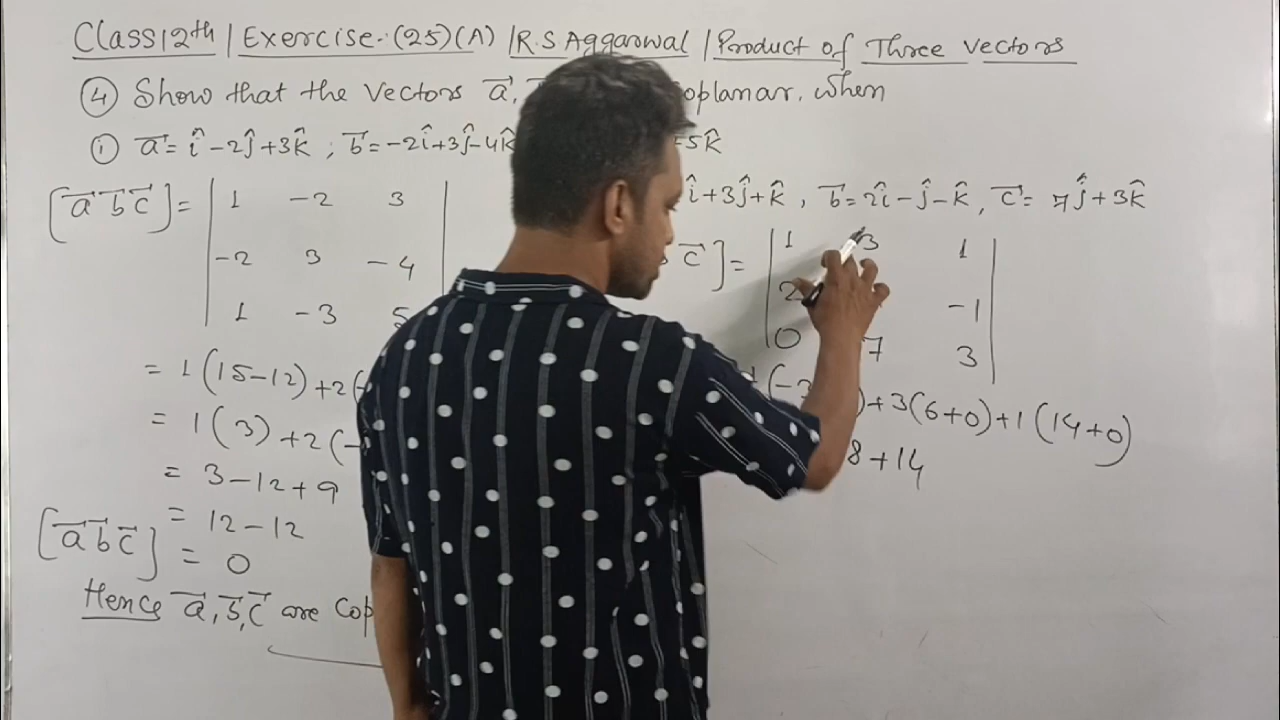 Class 12th | Exercise.(25)(A) | R.S Aggarwal | Product of Three vectors
④ Show that the Vectors a⃗, coplanar, when
① a⃗ = î - 2ĵ + 3k̂ ; b⃗ = -2î + 3ĵ - 4k̂ 5k̂
[a⃗ b⃗ c⃗] = | 1 -2 3 |
-2 3 -4
1 -3 5
= 1(15-12)+2(
= 1(3)+2(-
= 3-12+9
= 12-12
[a⃗ b⃗ c⃗] = 0
Hence a⃗, b⃗, c⃗ are Cop
î + 3ĵ + k̂ , b⃗ = 2î - ĵ - k̂ , c⃗ = 7ĵ + 3k̂
c⃗] = | 1 3 1 |
2 -1
0 7 3
(-3 )+3(6+0)+1(14+0)
8+14